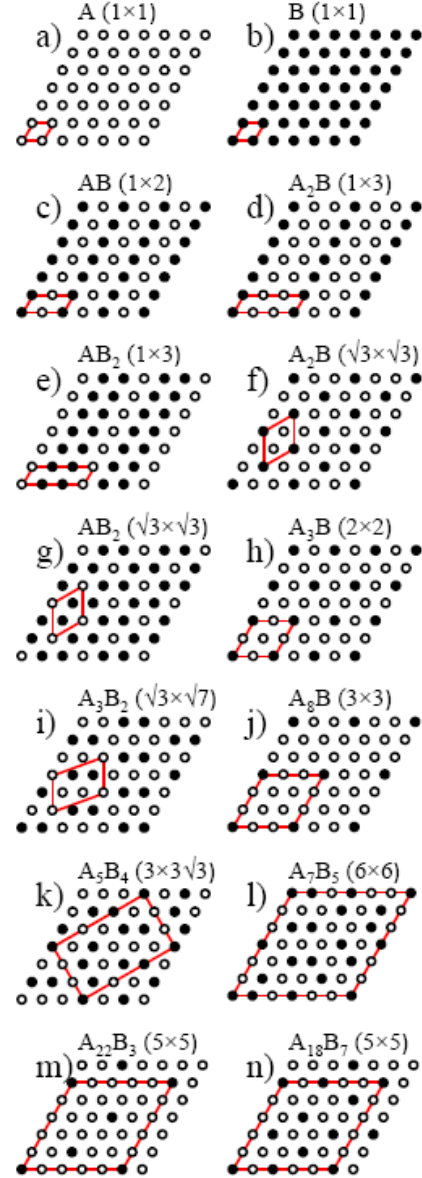 A (1×1) B (1×1)
a) b)
AB (1×2) A₂B (1×3)
c) d)
AB₂ (1×3) A₂B (√3×√3)
e) f)
AB₂ (√3×√3) A₃B (2×2)
g) h)
A₃B₂ (√3×√7) A₈B (3×3)
i) j)
A₅B₄ (3×3√3) A₇B₅ (6×6)
k) l)
A₂₂B₃ (5×5) A₁₈B₇ (5×5)
m) n)